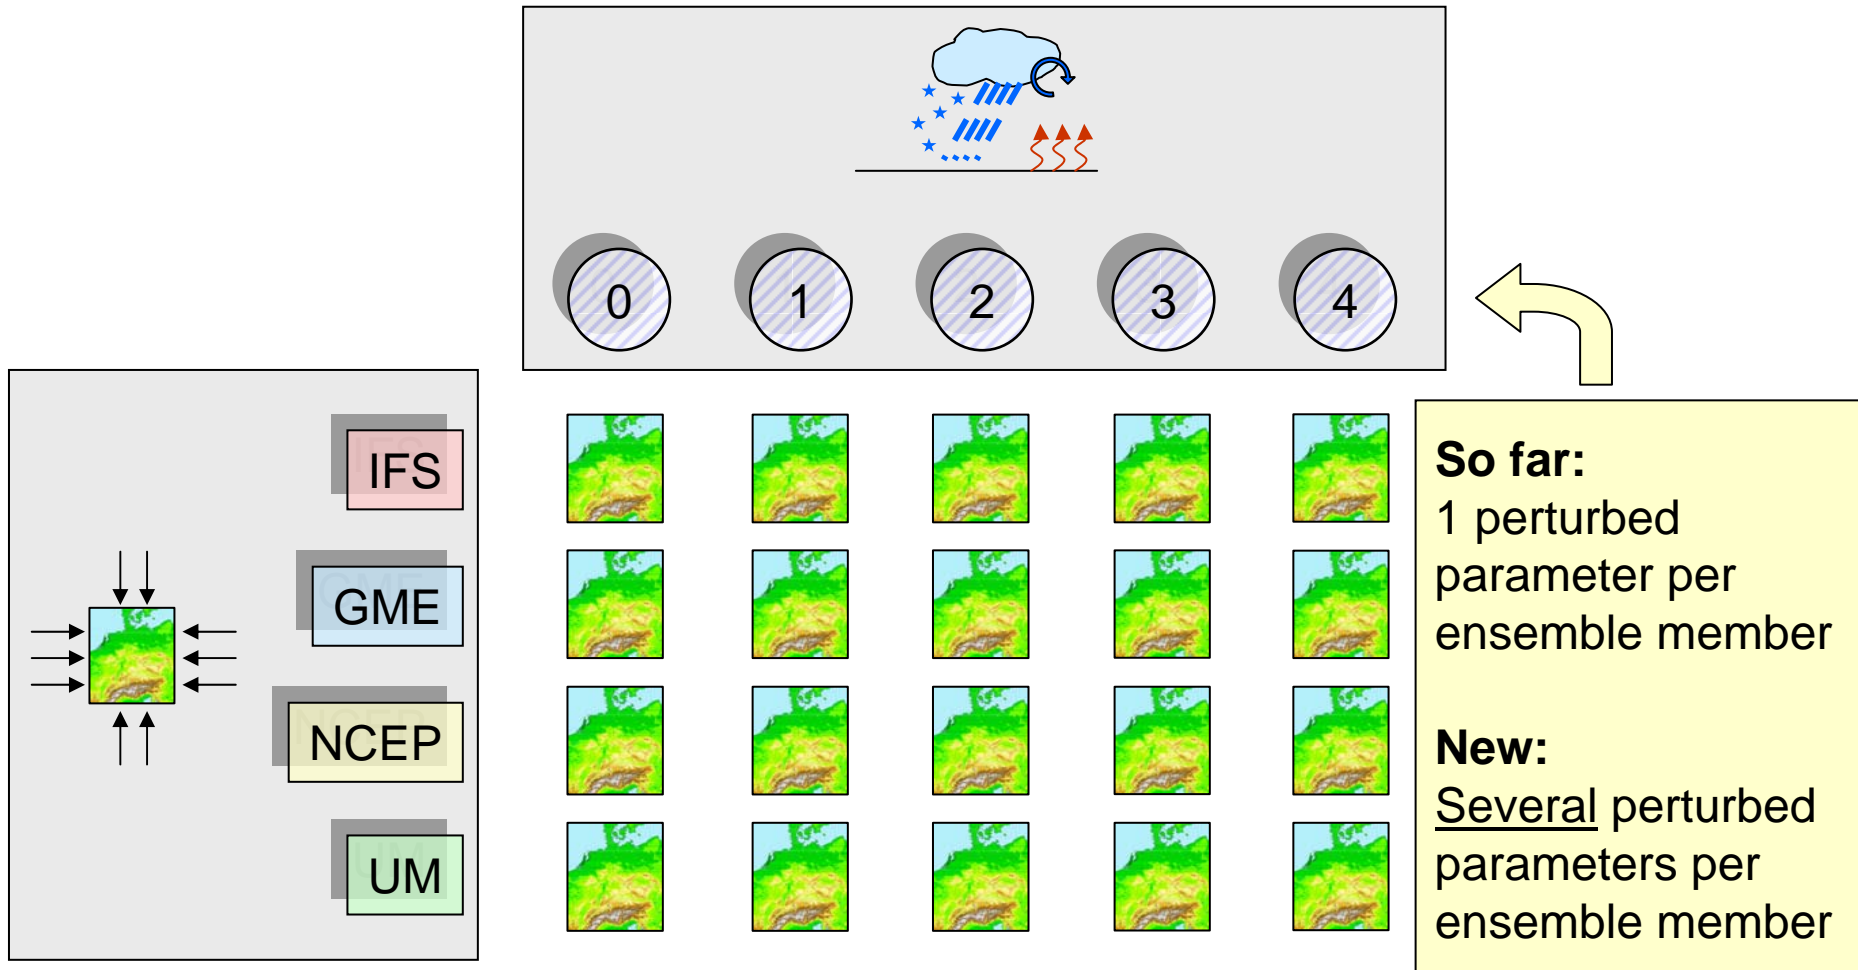 0 1 2 3 4
IFS
GME
NCEP
UM
So far:
1 perturbed
parameter per
ensemble member
New:
Several perturbed
parameters per
ensemble member